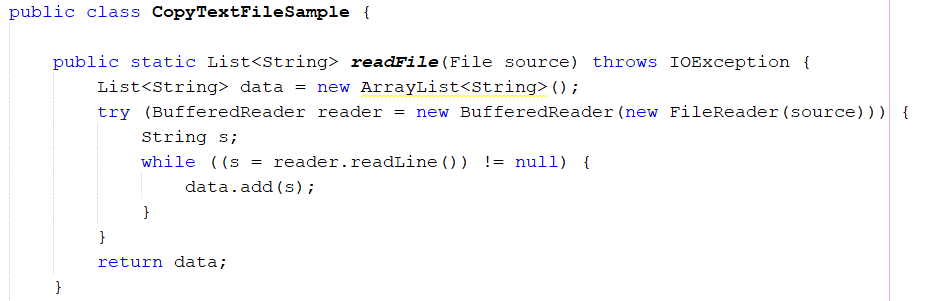 public class CopyTextFileSample {
public static List<String> readFile(File source) throws IOException {
List<String> data = new ArrayList<String>();
try (BufferedReader reader = new BufferedReader(new FileReader(source))) {
String s;
while ((s = reader.readLine()) != null) {
data.add(s);
}
}
return data;
}